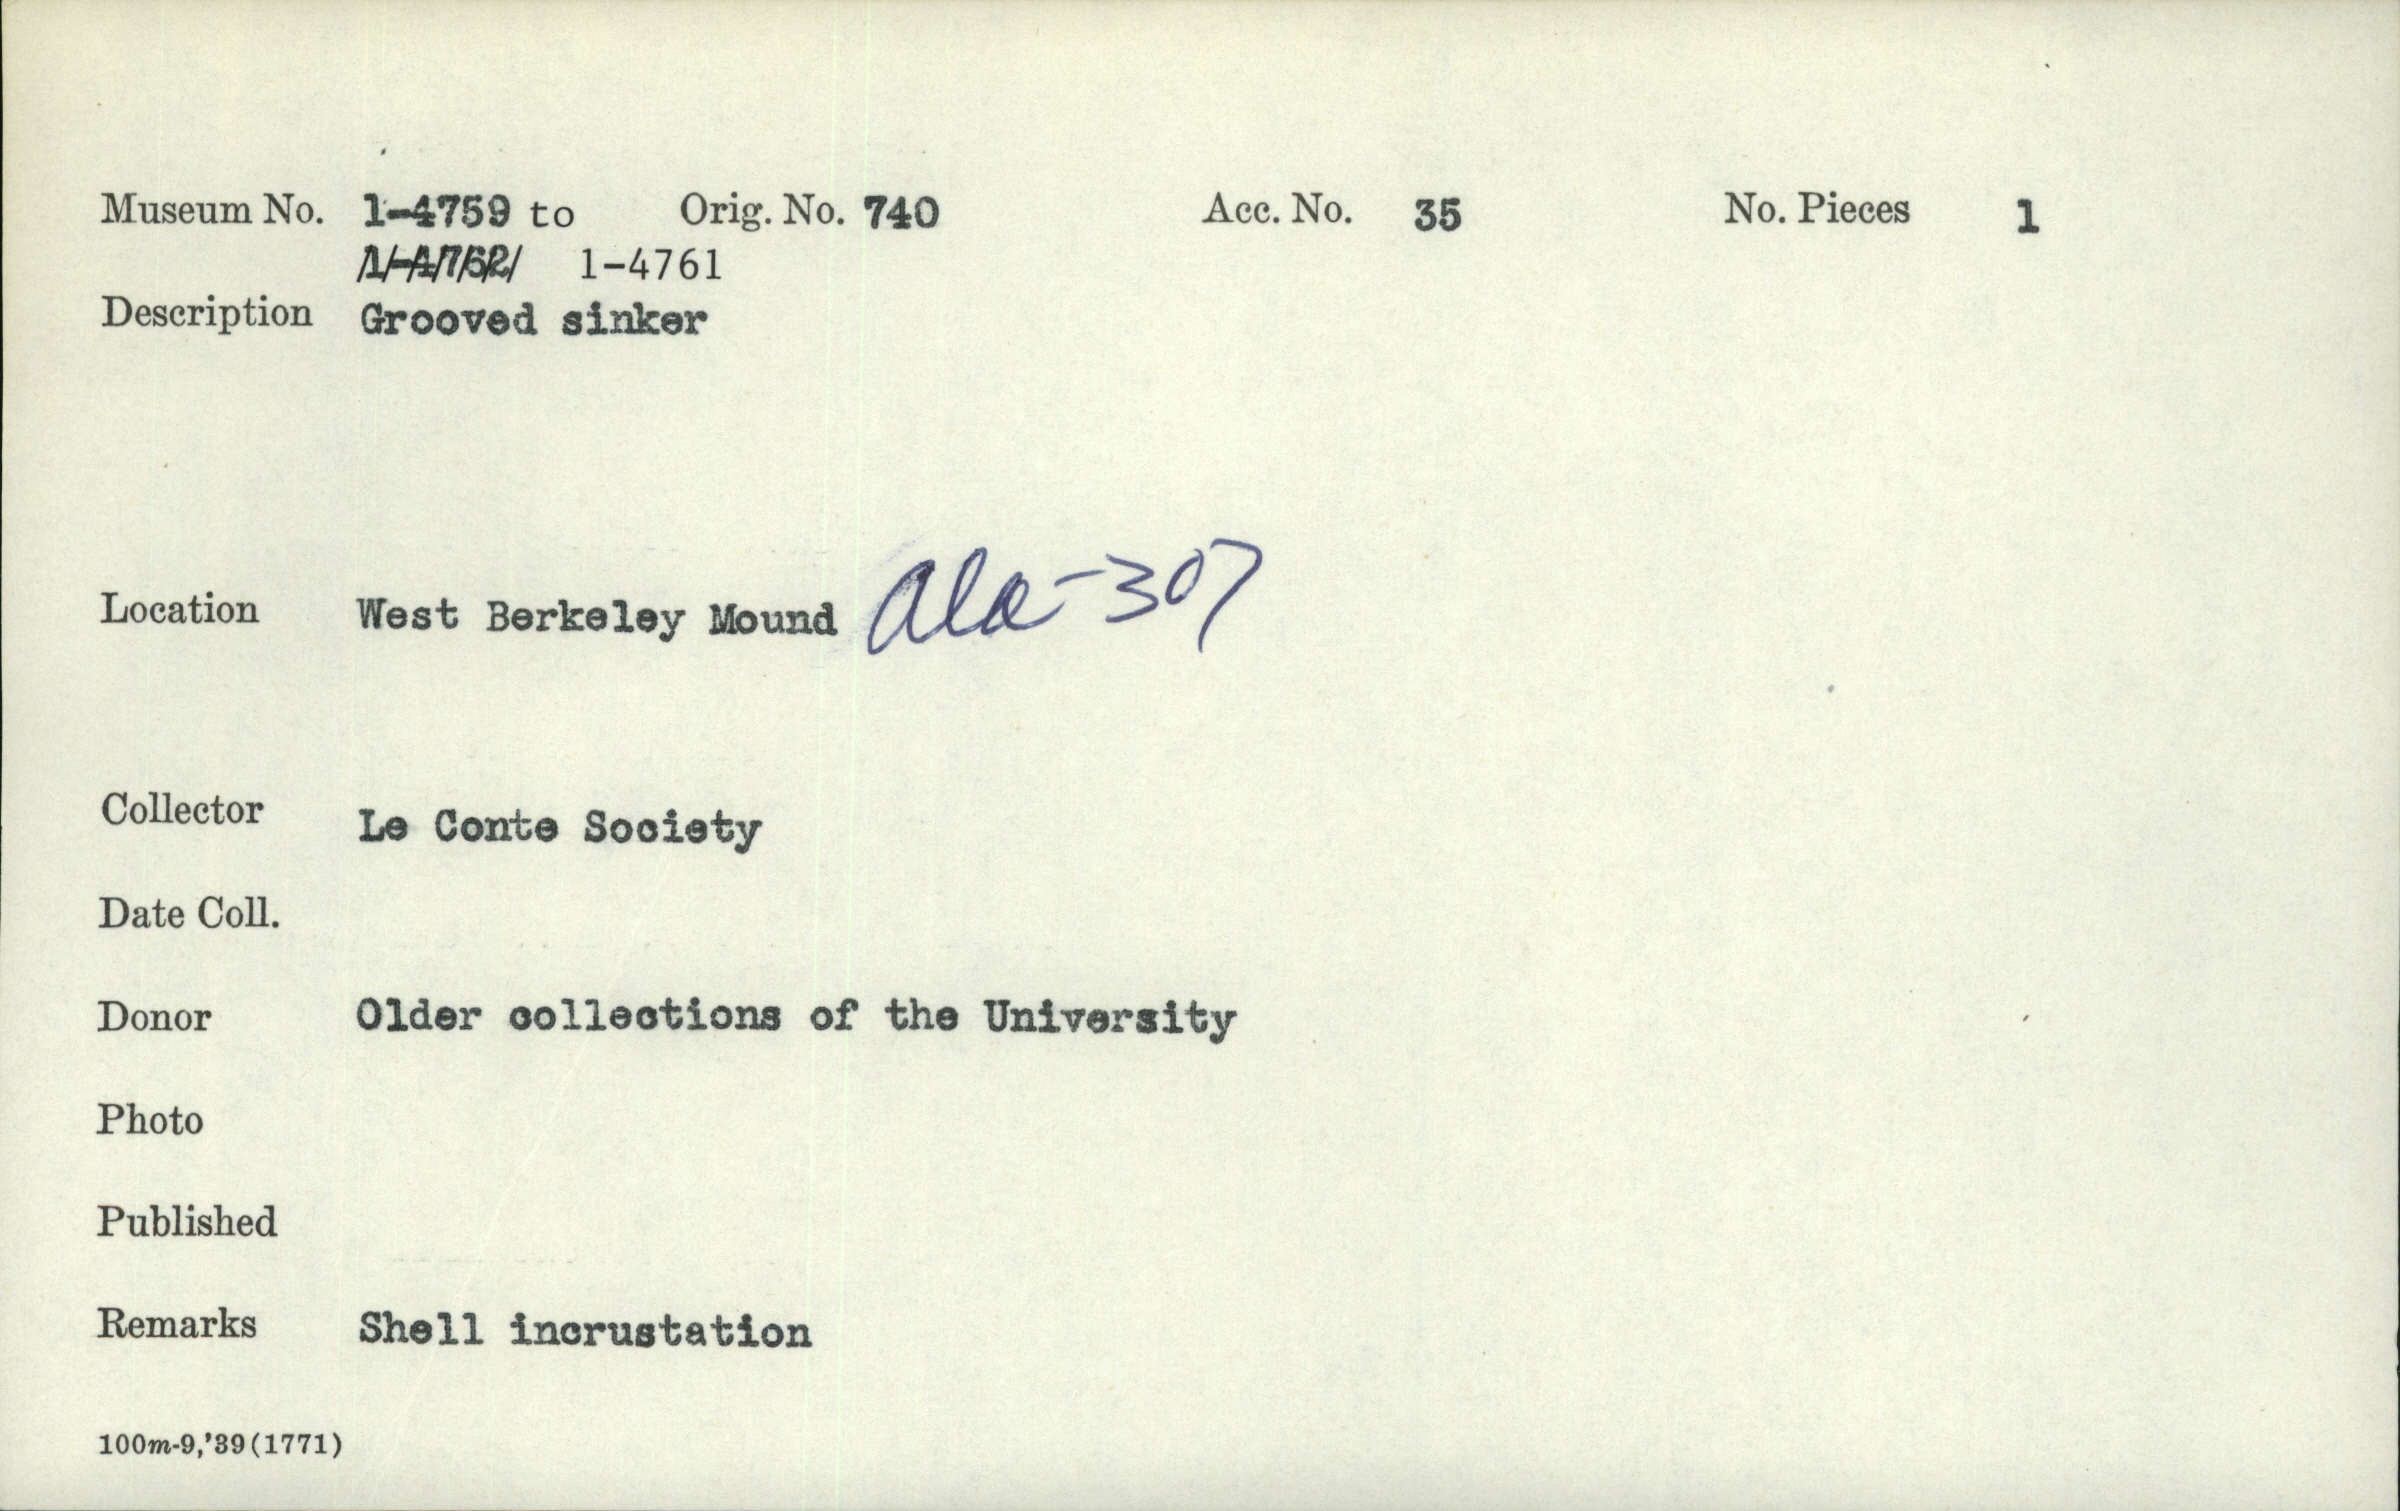 Museum No. 1-4759 to Orig. No. 740 Acc. No. 35 No. Pieces 1
1-4762 1-4761
Description Grooved sinker
Location West Berkeley Mound Ala-307
Collector Le Conte Society
Date Coll.
Donor Older collections of the University
Photo
Published
Remarks Shell incrustation
100m-9,'39(1771)